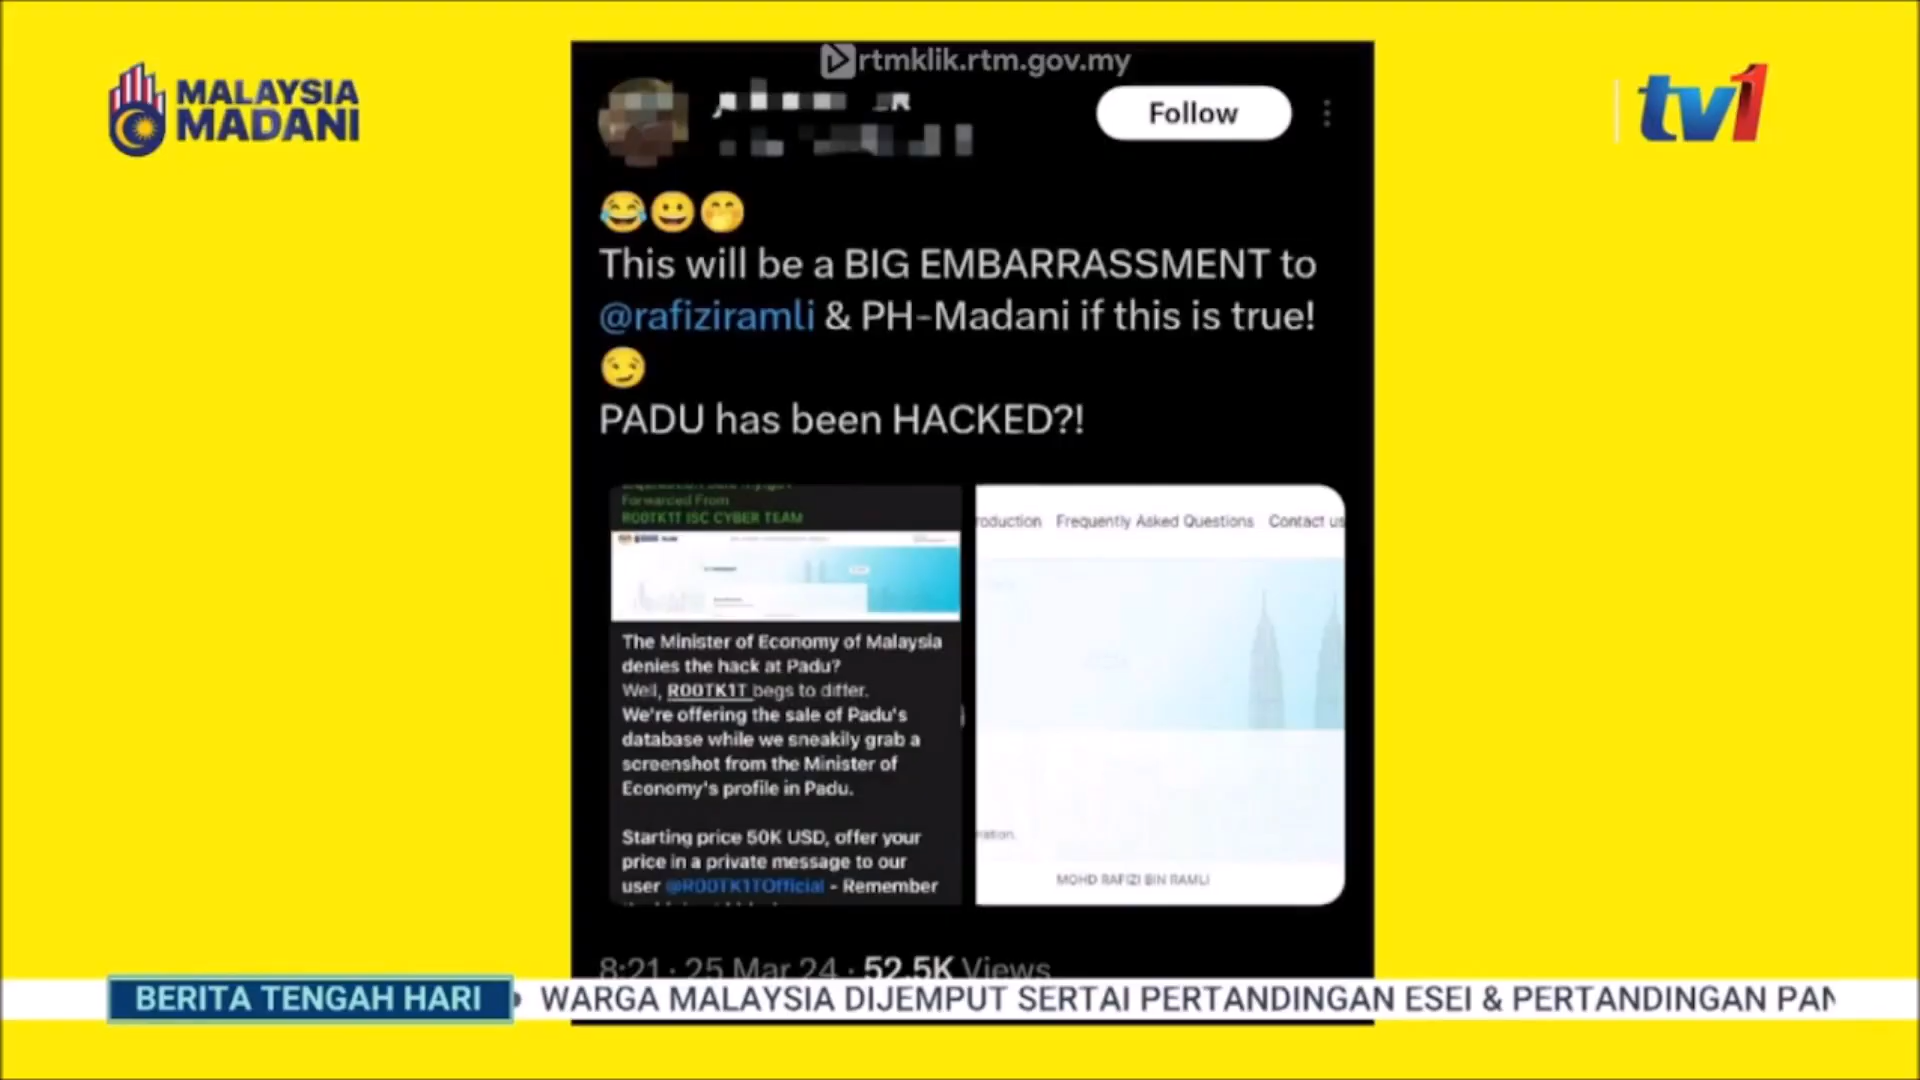 rtmklik.rtm.gov.my
MALAYSIA
MADANI
tv1
Follow
This will be a BIG EMBARRASSMENT to
@rafiziramli & PH-Madani if this is true!
PADU has been HACKED?!
Forwarded From
R00TK1T ISC CYBER TEAM
The Minister of Economy of Malaysia
denies the hack at Padu?
Well, R00TK1T begs to differ.
We're offering the sale of Padu's
database while we sneakily grab a
screenshot from the Minister of
Economy's profile in Padu.
Starting price 50K USD, offer your
price in a private message to our
user @R00TK1TOfficial - Remember
roduction Frequently Asked Questions Contact us
MOHD RAFIZI BIN RAMLI
8:21 · 25 Mar 24 · 52.5K Views
BERITA TENGAH HARI
WARGA MALAYSIA DIJEMPUT SERTAI PERTANDINGAN ESEI & PERTANDINGAN PAN